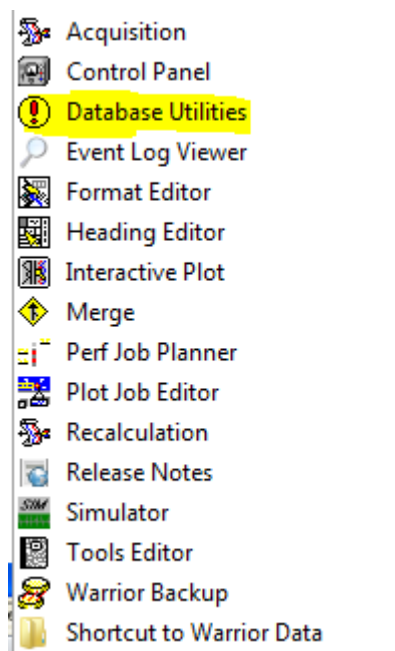 Acquisition
Control Panel
Database Utilities
Event Log Viewer
Format Editor
Heading Editor
Interactive Plot
Merge
Perf Job Planner
Plot Job Editor
Recalculation
Release Notes
SIM Simulator
Tools Editor
Warrior Backup
Shortcut to Warrior Data